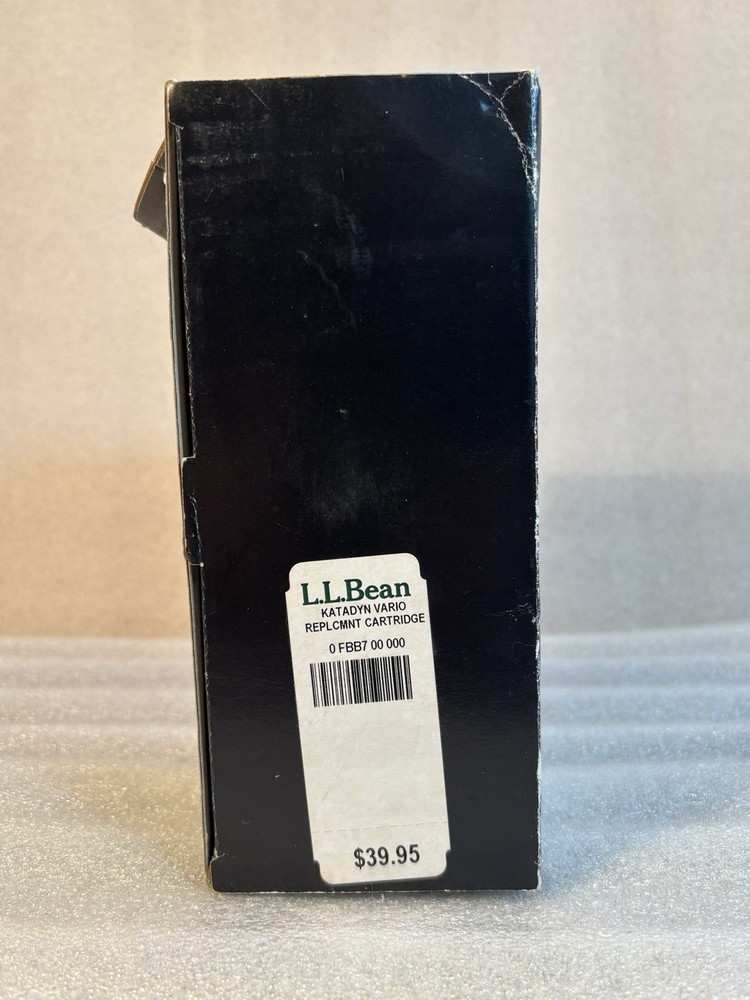 L.L.Bean
KATADYN VARIO
REPLCMNT CARTRIDGE
0 FBB7 00 000
$39.95